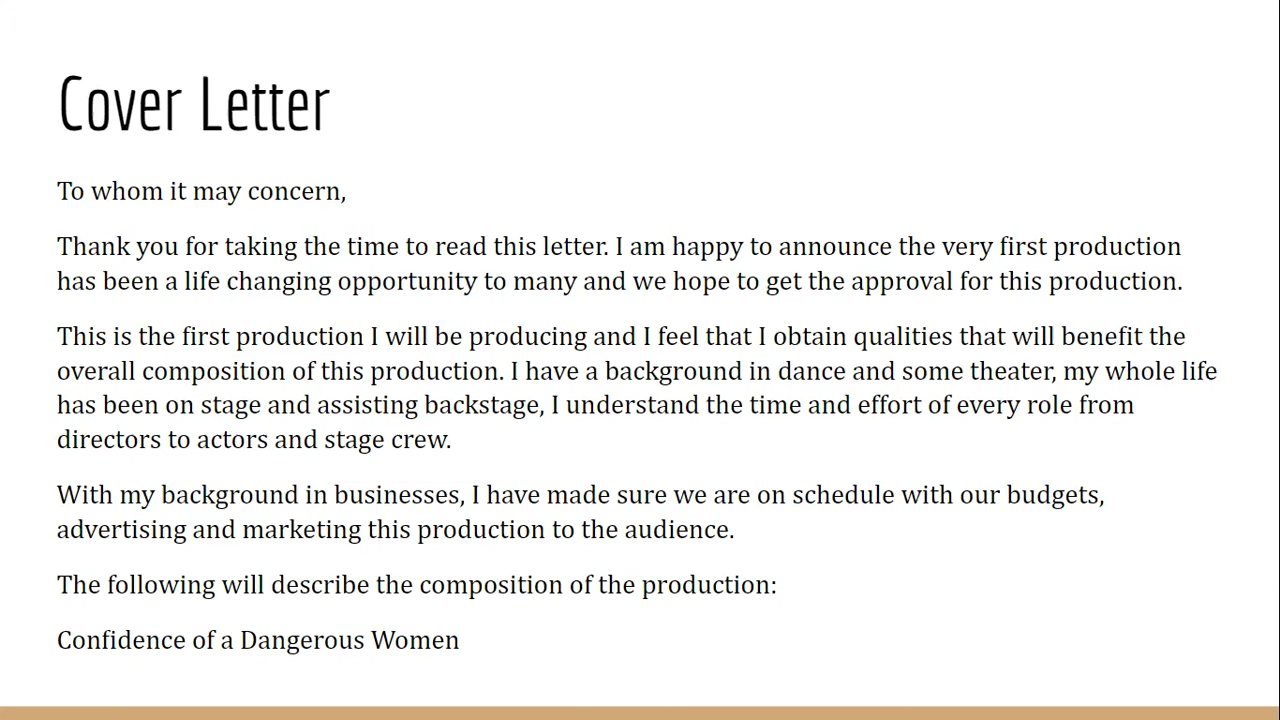 Cover Letter
To whom it may concern,
Thank you for taking the time to read this letter. I am happy to announce the very first production
has been a life changing opportunity to many and we hope to get the approval for this production.
This is the first production I will be producing and I feel that I obtain qualities that will benefit the
overall composition of this production. I have a background in dance and some theater, my whole life
has been on stage and assisting backstage, I understand the time and effort of every role from
directors to actors and stage crew.
With my background in businesses, I have made sure we are on schedule with our budgets,
advertising and marketing this production to the audience.
The following will describe the composition of the production:
Confidence of a Dangerous Women